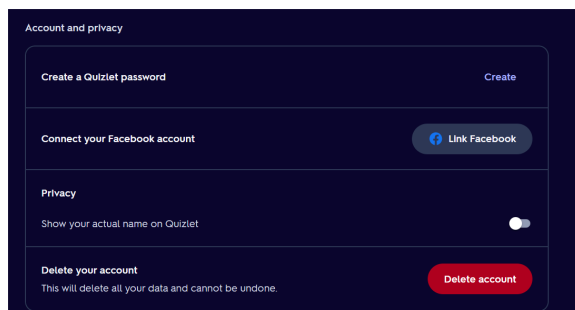 Account and privacy
Create a Quizlet password
Create
Connect your Facebook account
Link Facebook
Privacy
Show your actual name on Quizlet
Delete your account
This will delete all your data and cannot be undone.
Delete account